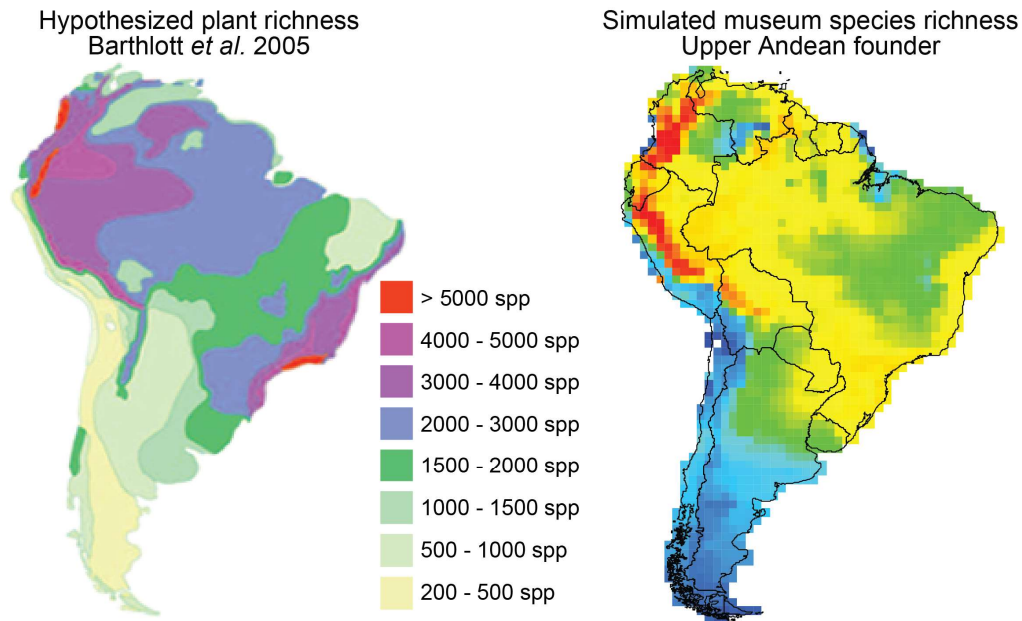 Hypothesized plant richness
Barthlott et al. 2005
Simulated museum species richness
Upper Andean founder
> 5000 spp
4000 - 5000 spp
3000 - 4000 spp
2000 - 3000 spp
1500 - 2000 spp
1000 - 1500 spp
500 - 1000 spp
200 - 500 spp